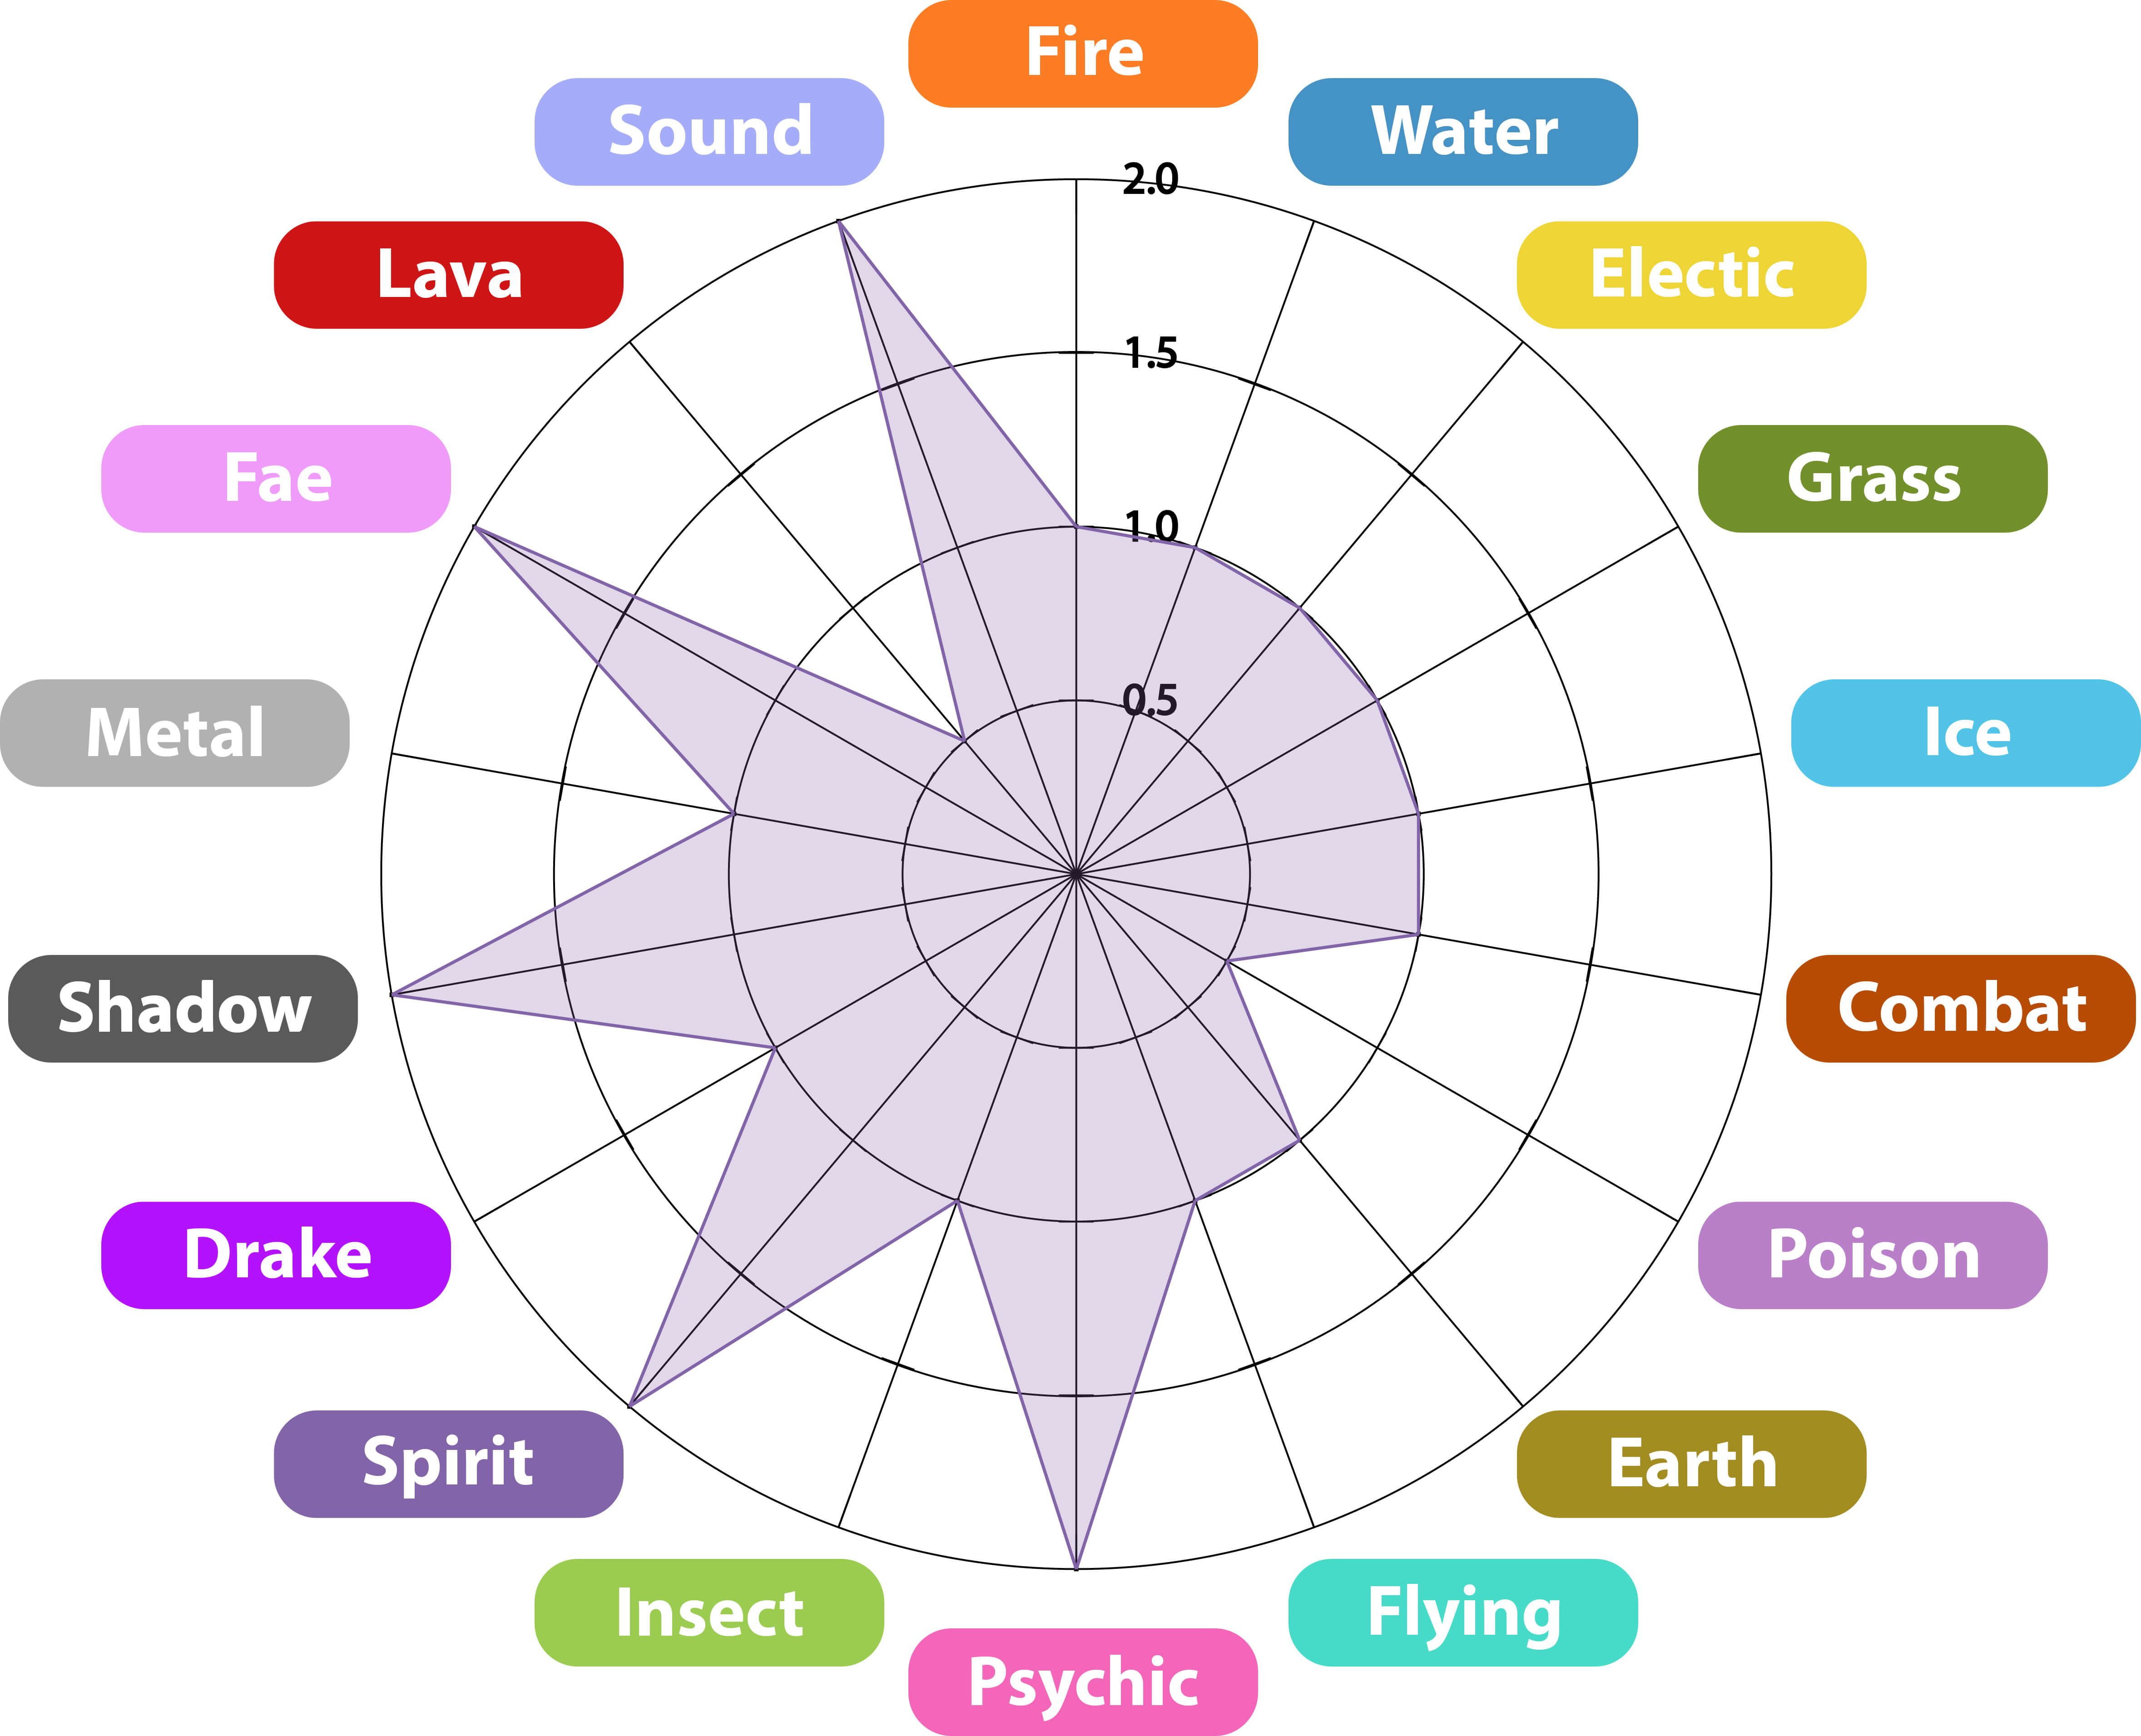 Fire
Sound
Water
2.0
Lava
Electic
1.5
Fae
Grass
1.0
0.5
Metal
Ice
Shadow
Combat
Drake
Poison
Spirit
Earth
Insect
Flying
Psychic